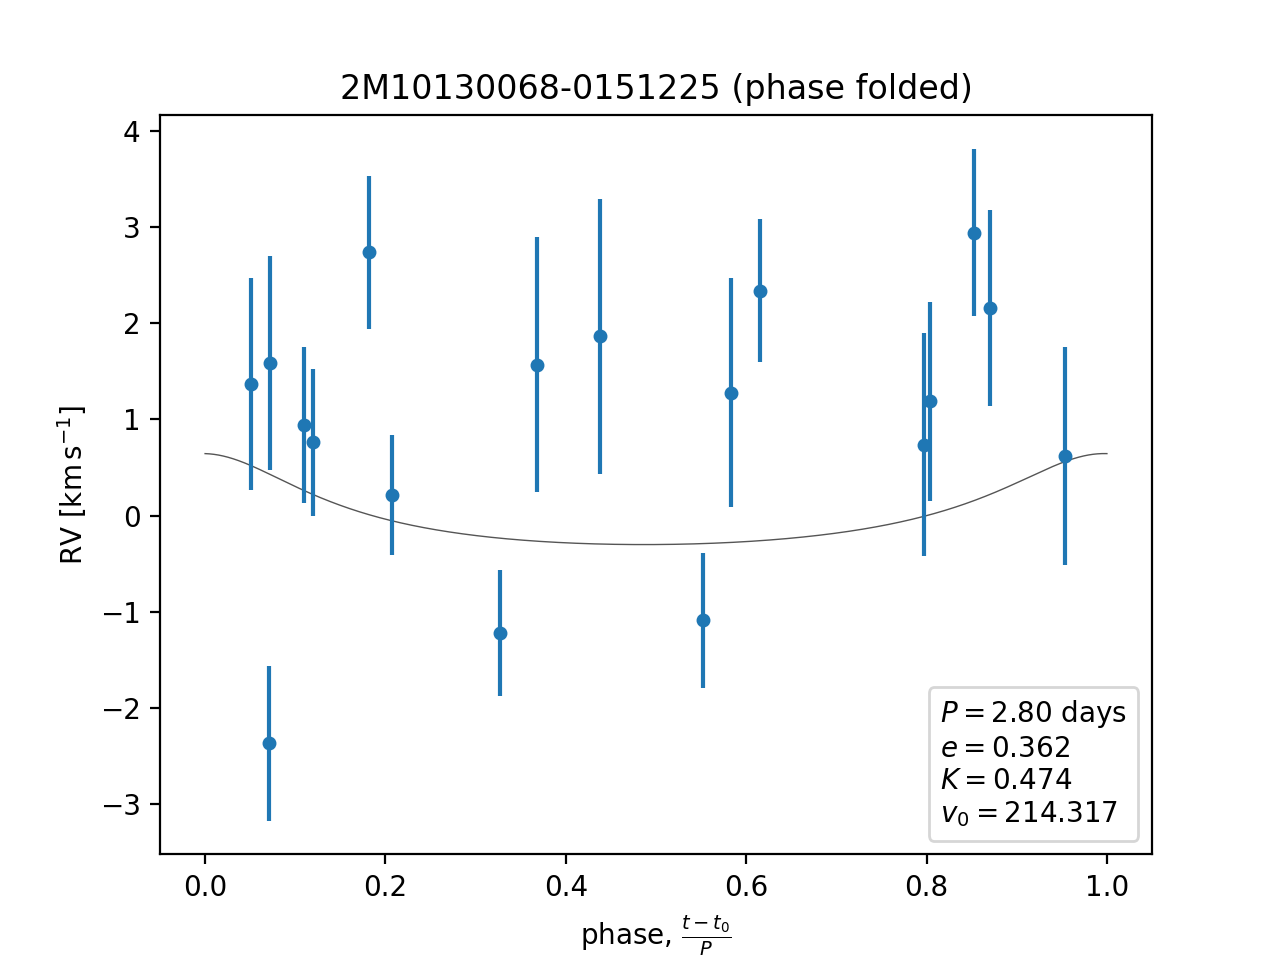 2M10130068-0151225 (phase folded)
4
3
2
1
0
−1
−2
−3
RV [km s⁻¹]
P = 2.80 days
e = 0.362
K = 0.474
v₀ = 214.317
0.0 0.2 0.4 0.6 0.8 1.0
phase, (t − t₀)/P